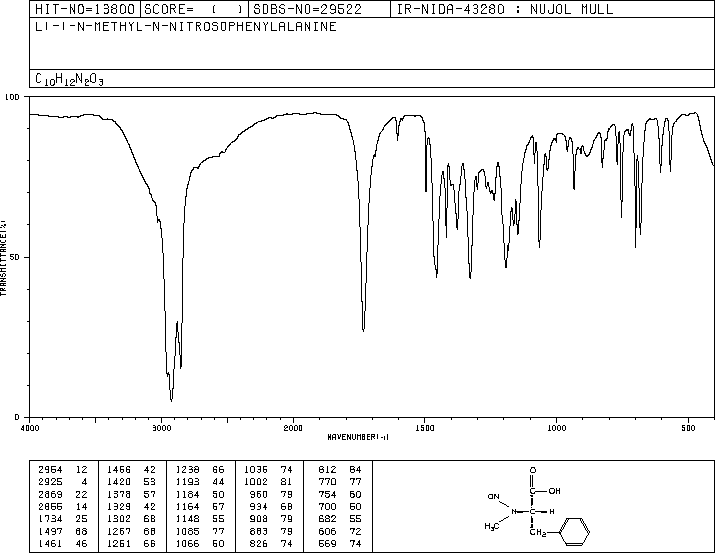 HIT-NO=13800 SCORE= ( ) SDBS-NO=29522 IR-NIDA-43280 : NUJOL MULL
L(-)-N-METHYL-N-NITROSOPHENYLALANINE
C10H12N2O3
100
50
0
TRANSMITTANCE(%)
4000 3000 2000 1500 1000 500
WAVENUMBER(-1)
2954 12 1456 42 1238 66 1036 74 812 84
2925 4 1420 53 1193 44 1002 81 770 77
2869 22 1378 57 1184 50 960 79 754 60
2855 14 1329 42 1164 57 934 68 700 50
1734 25 1302 68 1148 55 908 79 682 55
1497 68 1267 68 1085 77 883 79 606 72
1461 46 1251 66 1066 50 826 74 569 74
O
ON C OH
N C H
H3C CH2